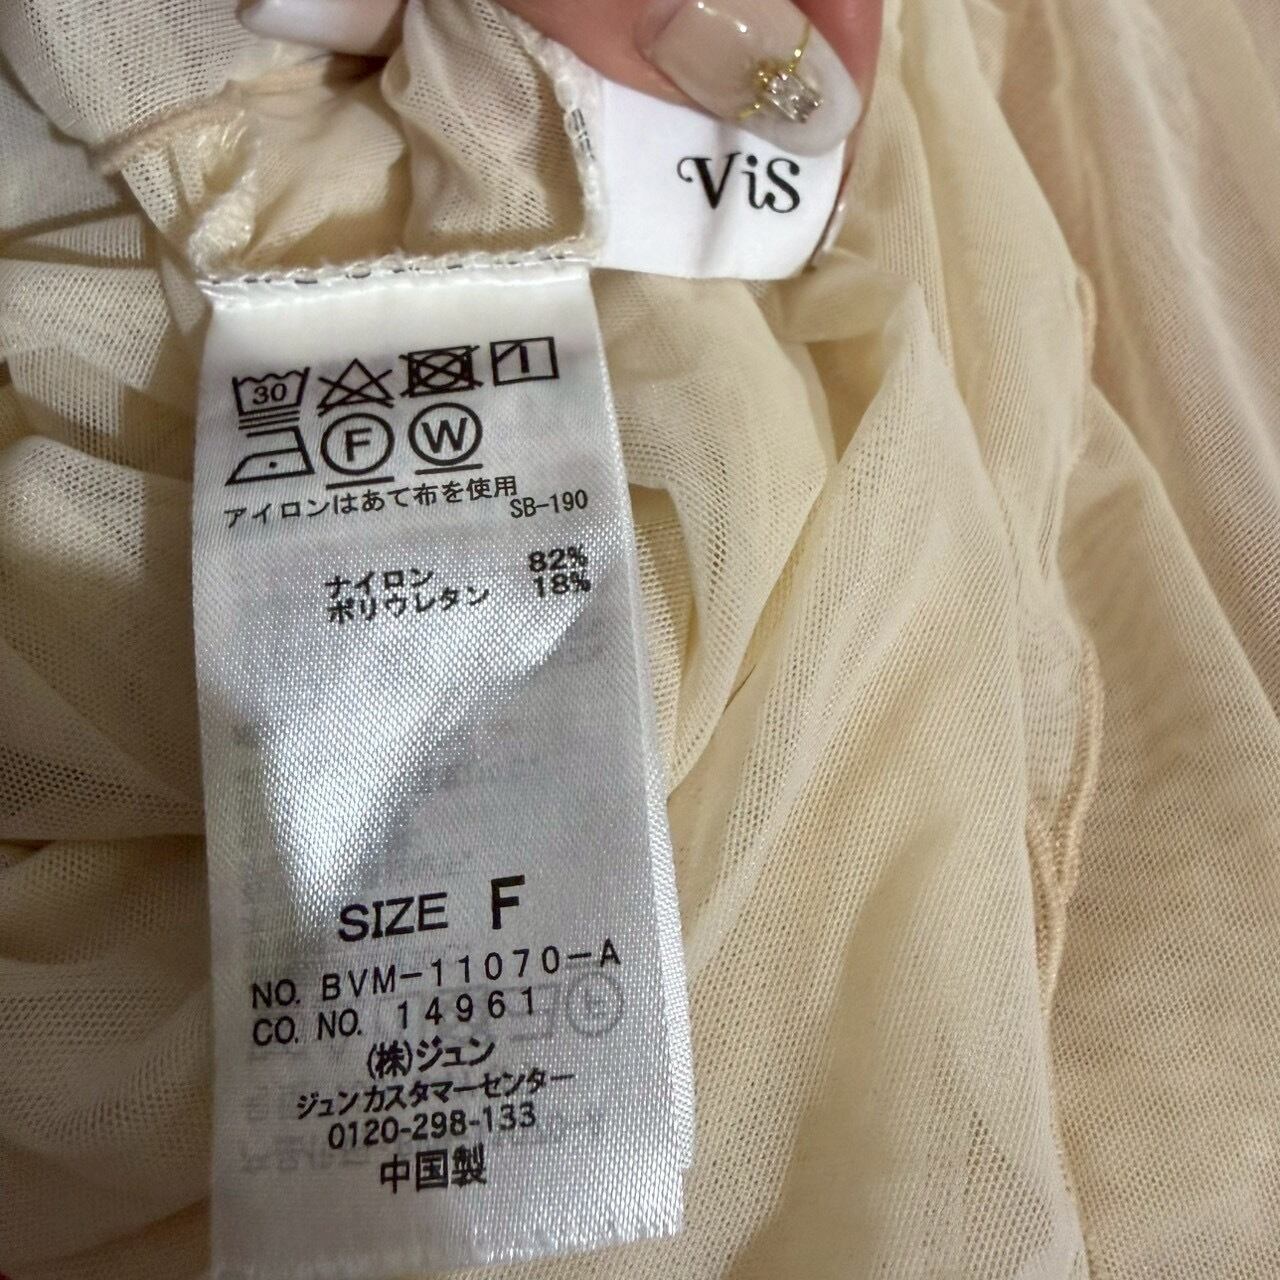 ViS
30
F W
アイロンはあて布を使用
SB-190
ナイロン 82%
ポリウレタン 18%
SIZE F
NO. BVM-11070-A
CO. NO. 14961
(株)ジュン
ジュンカスタマーセンター
0120-298-133
中国製